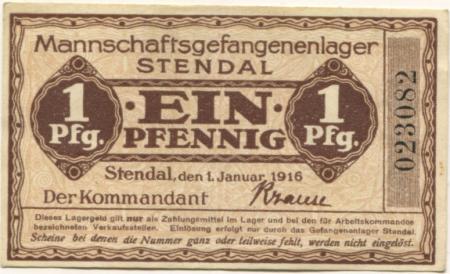 Mannschaftsgefangenenlager
STENDAL
1 Pfg. · EIN · PFENNIG 1 Pfg.
023082
Stendal, den 1. Januar 1916
Der Kommandant Krause
Dieses Lagergeld gilt nur als Zahlungsmittel im Lager und bei den für Arbeitskommandos
bezeichneten Verkaufsstellen. Einlösung erfolgt nur durch das Gefangenenlager Stendal.
Scheine bei denen die Nummer ganz oder teilweise fehlt, werden nicht eingelöst.